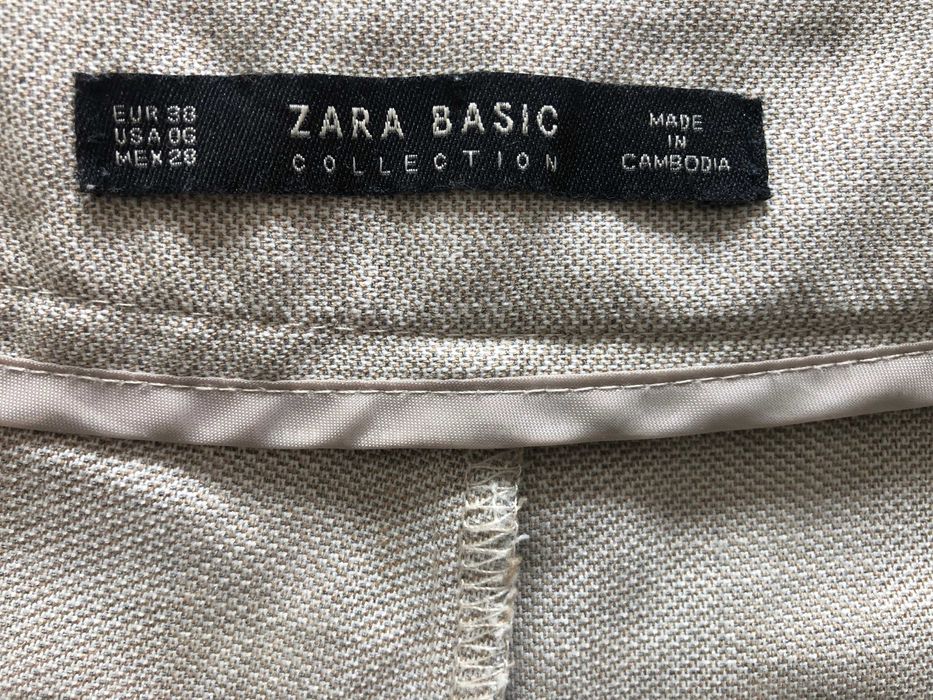 EUR 38
USA 06
MEX 28
ZARA BASIC
COLLECTION
MADE
IN
CAMBODIA